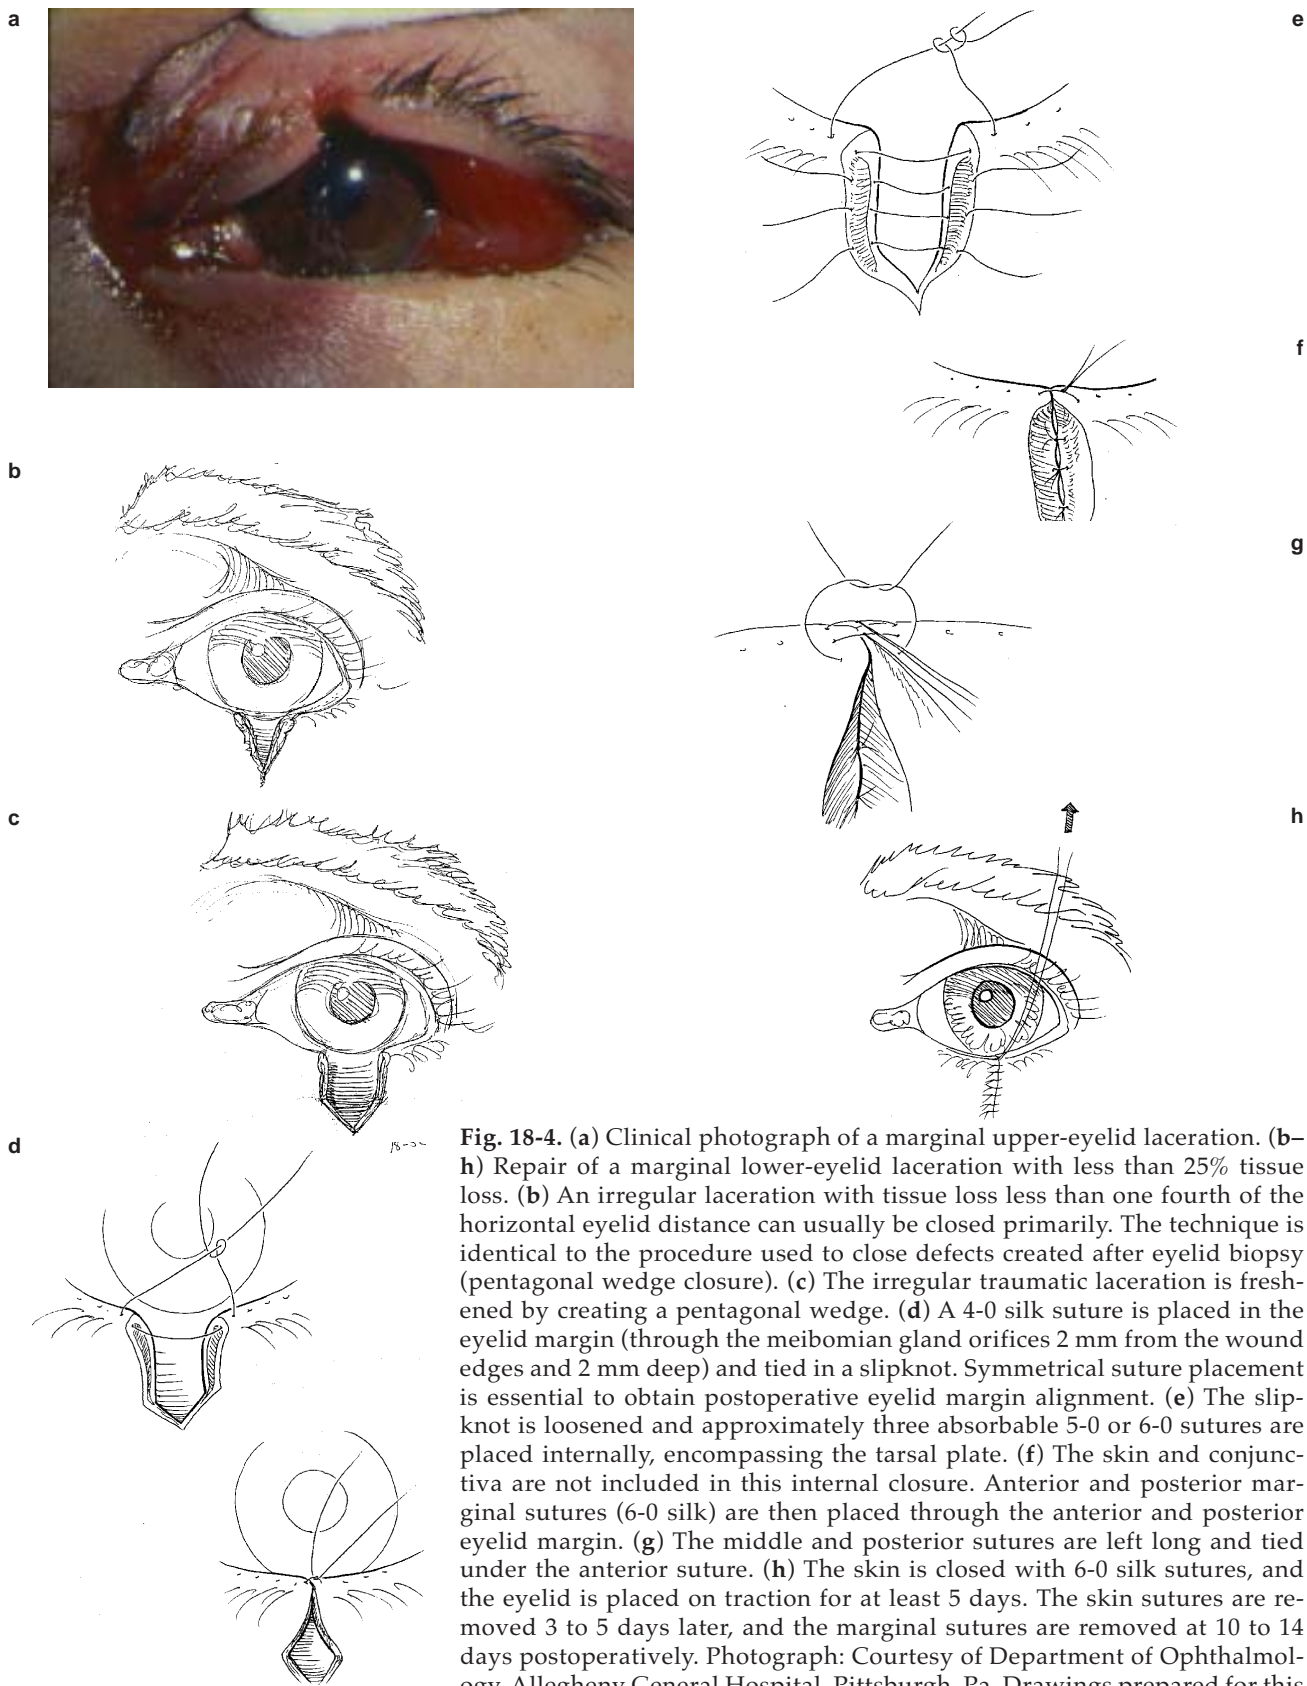 a
e
f
b
g
c
h
18-
d
Fig. 18-4. (a) Clinical photograph of a marginal upper-eyelid laceration. (b–
h) Repair of a marginal lower-eyelid laceration with less than 25% tissue
loss. (b) An irregular laceration with tissue loss less than one fourth of the
horizontal eyelid distance can usually be closed primarily. The technique is
identical to the procedure used to close defects created after eyelid biopsy
(pentagonal wedge closure). (c) The irregular traumatic laceration is fresh-
ened by creating a pentagonal wedge. (d) A 4-0 silk suture is placed in the
eyelid margin (through the meibomian gland orifices 2 mm from the wound
edges and 2 mm deep) and tied in a slipknot. Symmetrical suture placement
is essential to obtain postoperative eyelid margin alignment. (e) The slip-
knot is loosened and approximately three absorbable 5-0 or 6-0 sutures are
placed internally, encompassing the tarsal plate. (f) The skin and conjunc-
tiva are not included in this internal closure. Anterior and posterior mar-
ginal sutures (6-0 silk) are then placed through the anterior and posterior
eyelid margin. (g) The middle and posterior sutures are left long and tied
under the anterior suture. (h) The skin is closed with 6-0 silk sutures, and
the eyelid is placed on traction for at least 5 days. The skin sutures are re-
moved 3 to 5 days later, and the marginal sutures are removed at 10 to 14
days postoperatively. Photograph: Courtesy of Department of Ophthalmol-
ogy, Allegheny General Hospital, Pittsburgh, Pa. Drawings prepared for this